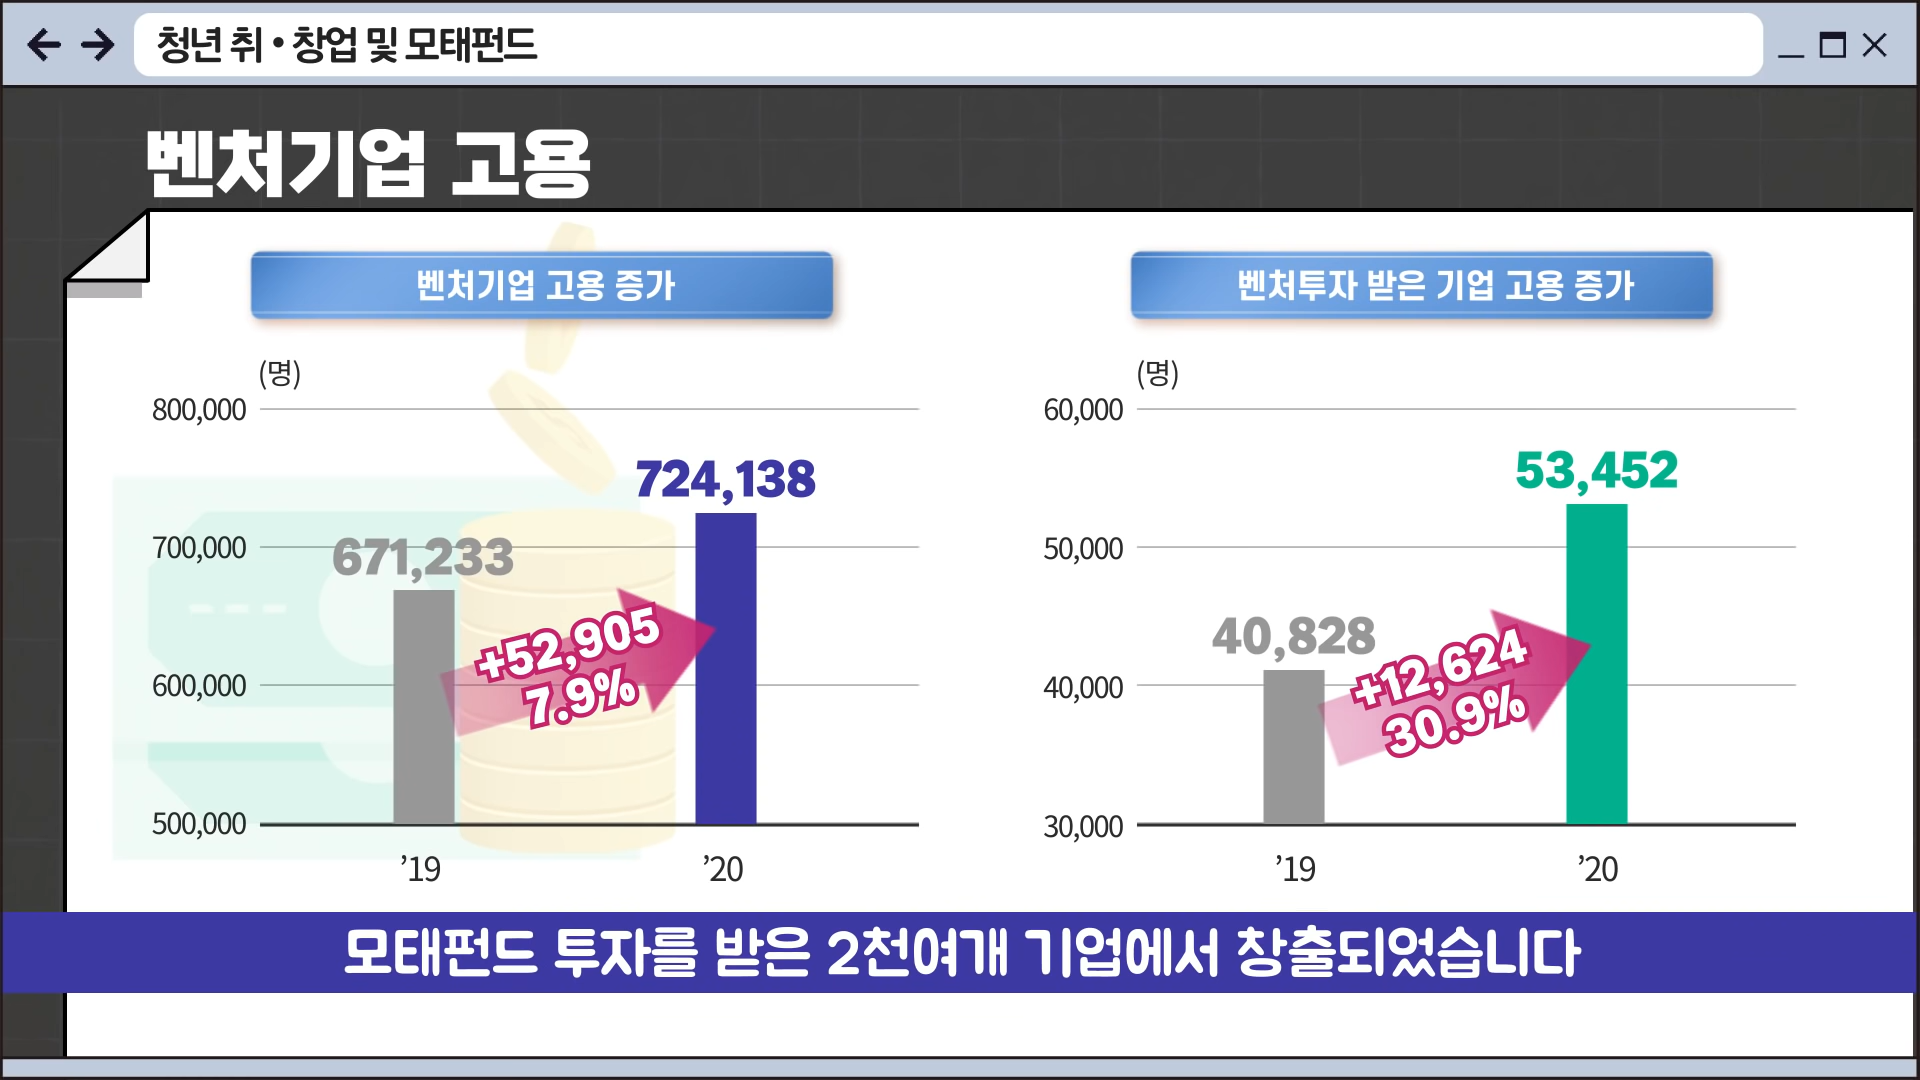 청년 취•창업 및 모태펀드
벤처기업 고용
벤처기업 고용 증가
(명)
800,000
700,000
600,000
500,000
671,233
724,138
+52,905
7.9%
’19
’20
벤처투자 받은 기업 고용 증가
(명)
60,000
50,000
40,000
30,000
40,828
53,452
+12,624
30.9%
’19
’20
모태펀드 투자를 받은 2천여개 기업에서 창출되었습니다